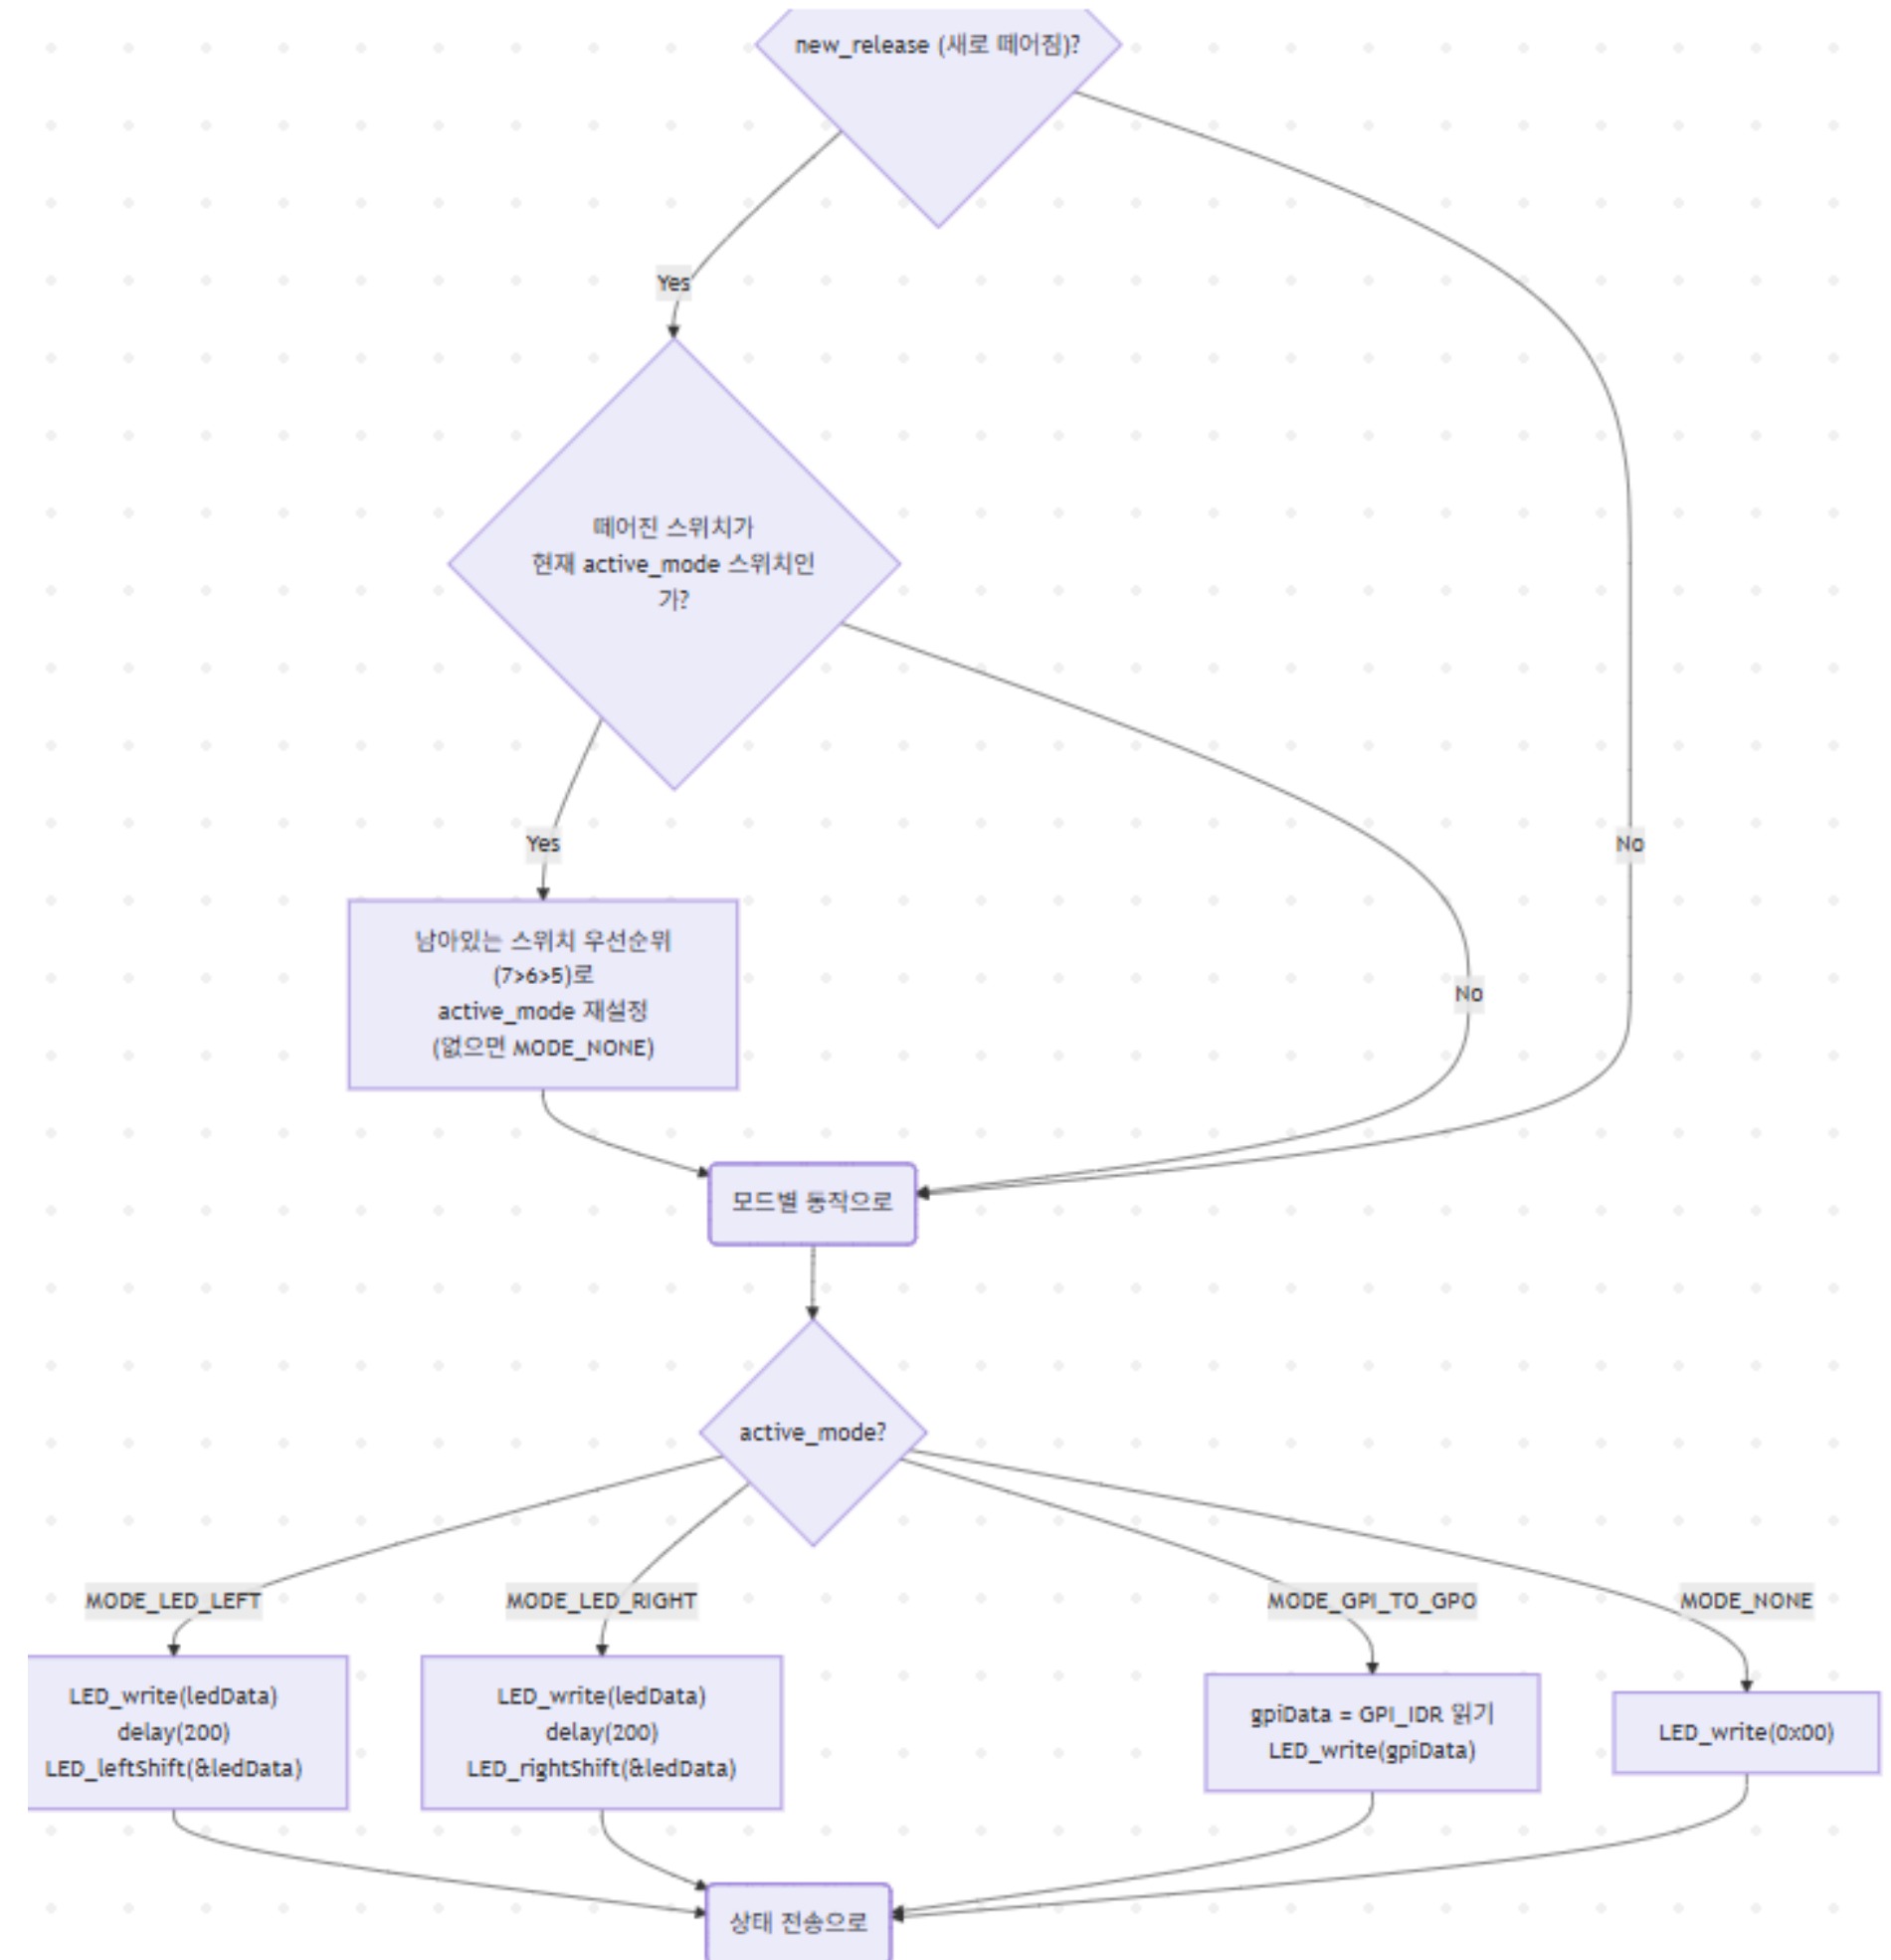 new_release (새로 떼어짐)?
Yes
떼어진 스위치가
현재 active_mode 스위치인
가?
Yes
No
남아있는 스위치 우선순위
(7>6>5)로
active_mode 재설정
(없으면 MODE_NONE)
No
모드별 동작으로
active_mode?
MODE_LED_LEFT
MODE_LED_RIGHT
MODE_GPI_TO_GPO
MODE_NONE
LED_write(ledData)
delay(200)
LED_leftShift(&ledData)
LED_write(ledData)
delay(200)
LED_rightShift(&ledData)
gpiData = GPI_IDR 읽기
LED_write(gpiData)
LED_write(0x00)
상태 전송으로